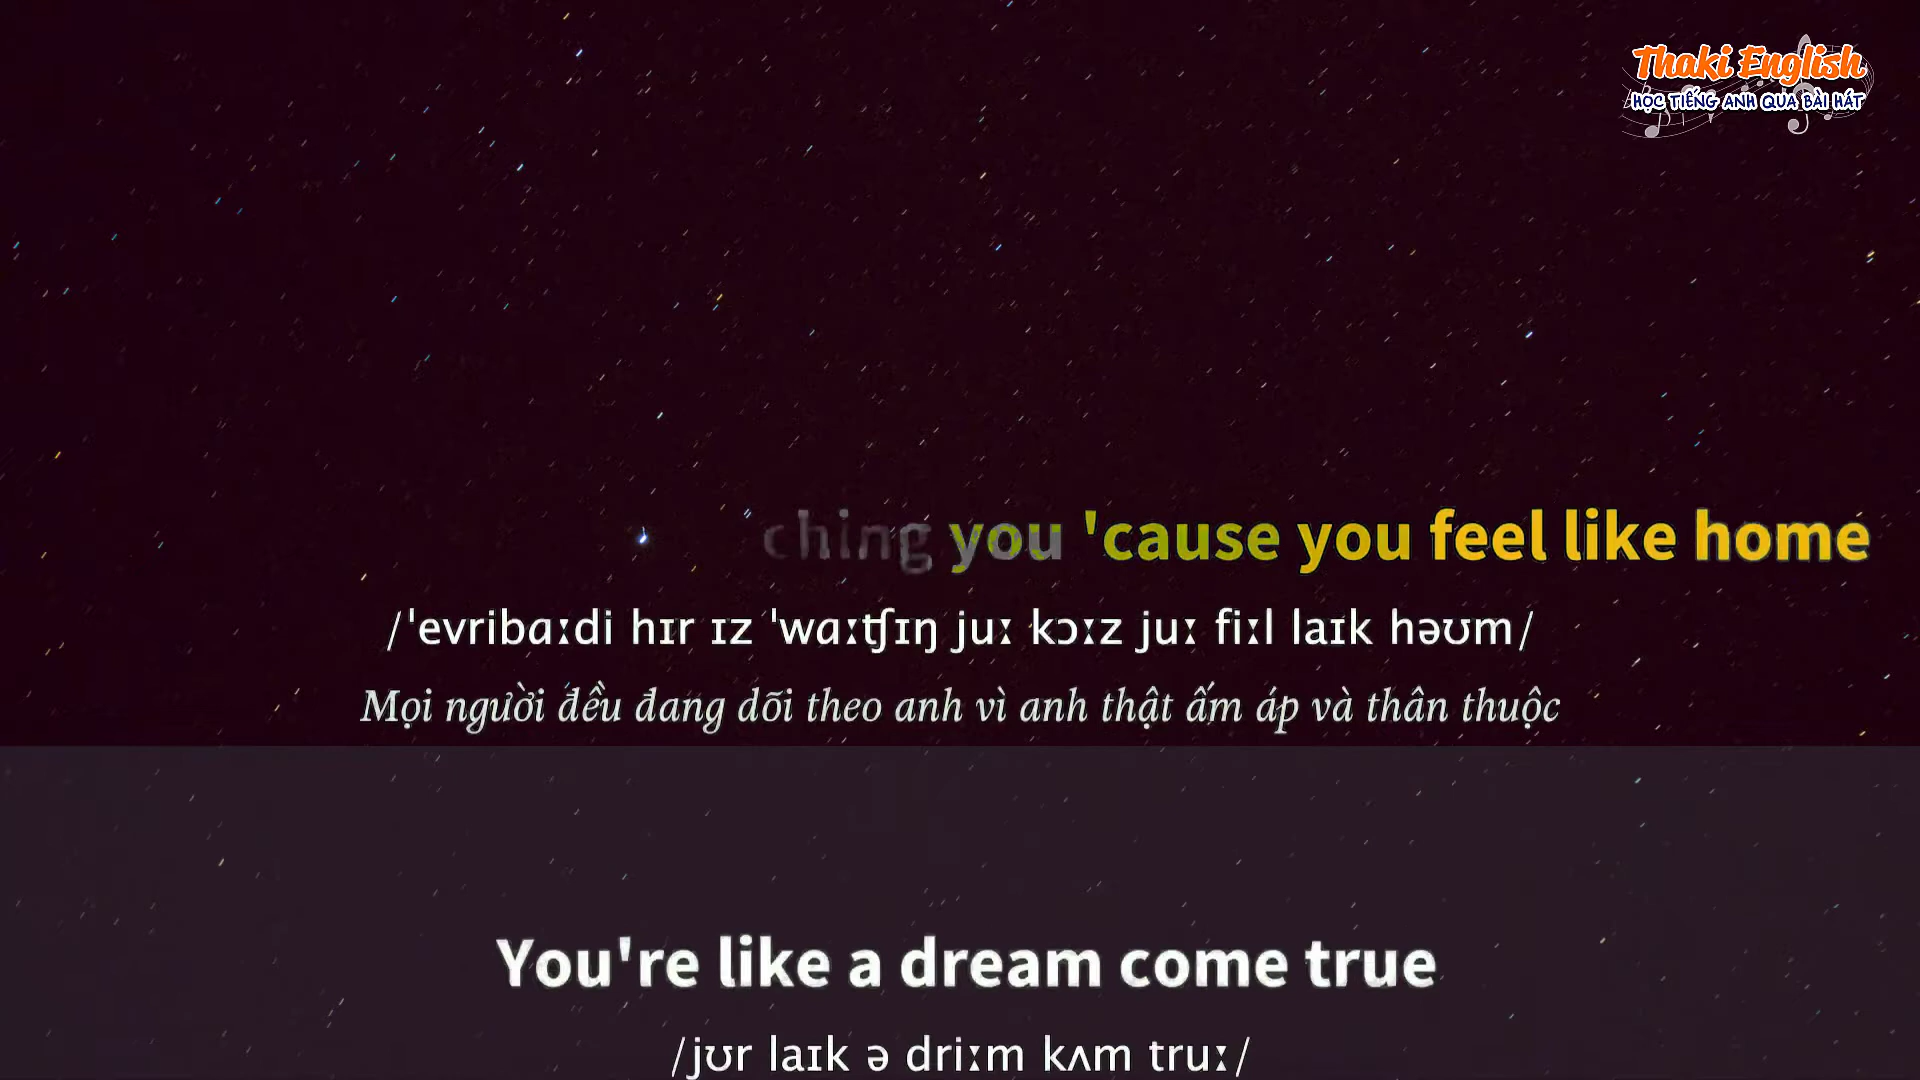 Thaki English
HỌC TIẾNG ANH QUA BÀI HÁT
ching you 'cause you feel like home
/ˈevribɑːdi hɪr ɪz ˈwɑːʧɪŋ juː kɔːz juː fiːl laɪk həʊm/
Mọi người đều đang dõi theo anh vì anh thật ấm áp và thân thuộc
You're like a dream come true
/jʊr laɪk ə driːm kʌm truː/